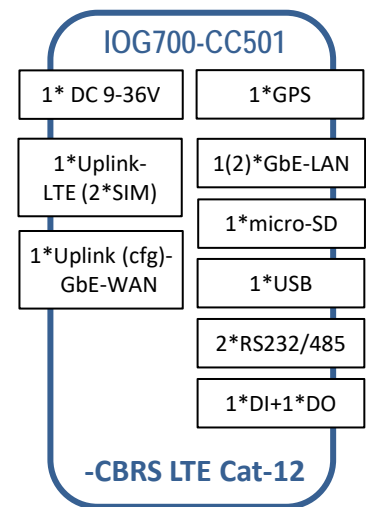 IOG700-CC501
1* DC 9-36V
1*Uplink-
LTE (2*SIM)
1*Uplink (cfg)-
GbE-WAN
1*GPS
1(2)*GbE-LAN
1*micro-SD
1*USB
2*RS232/485
1*DI+1*DO
-CBRS LTE Cat-12